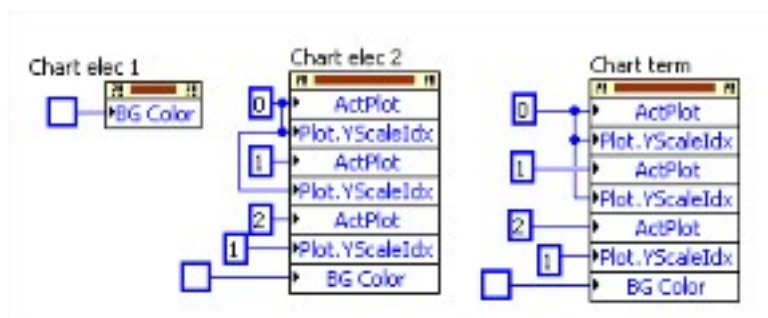 Chart elec 1
BG Color
Chart elec 2
0
ActPlot
Plot.YScaleIdx
1
ActPlot
Plot.YScaleIdx
2
ActPlot
1
Plot.YScaleIdx
BG Color
Chart term
0
ActPlot
Plot.YScaleIdx
1
ActPlot
Plot.YScaleIdx
2
ActPlot
1
Plot.YScaleIdx
BG Color